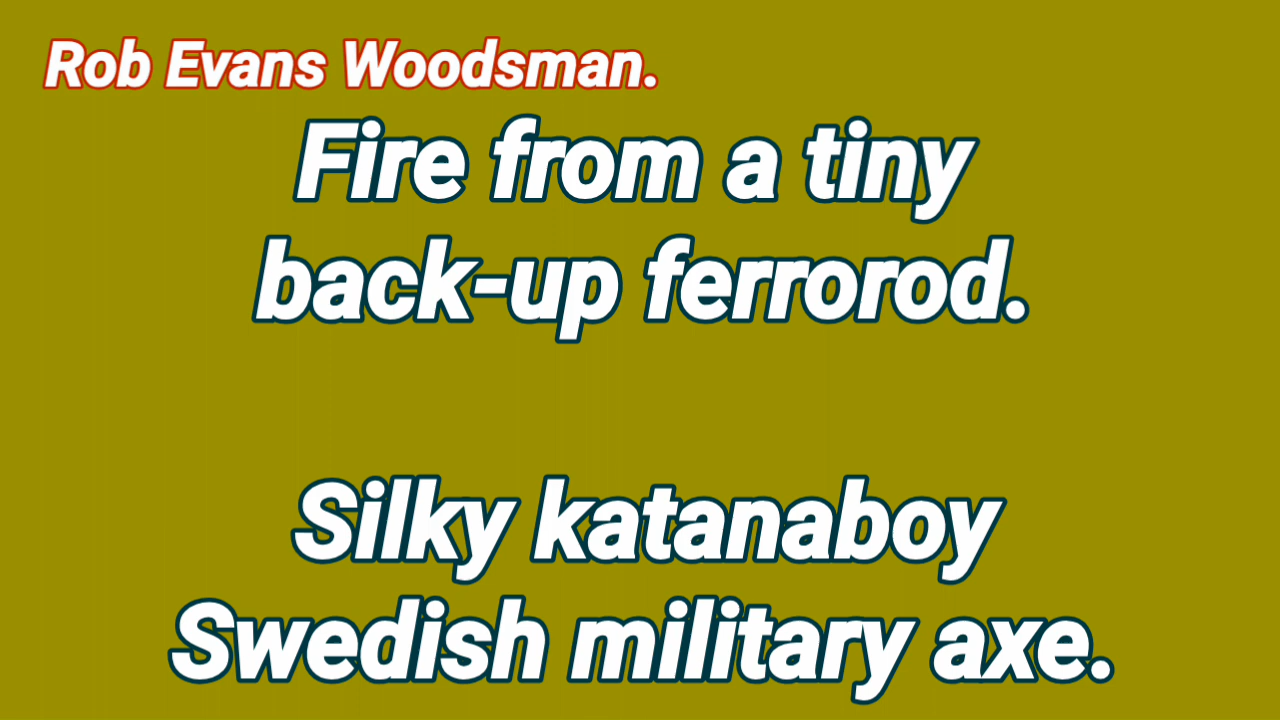 Rob Evans Woodsman.
Fire from a tiny
back-up ferrorod.
Silky katanaboy
Swedish military axe.